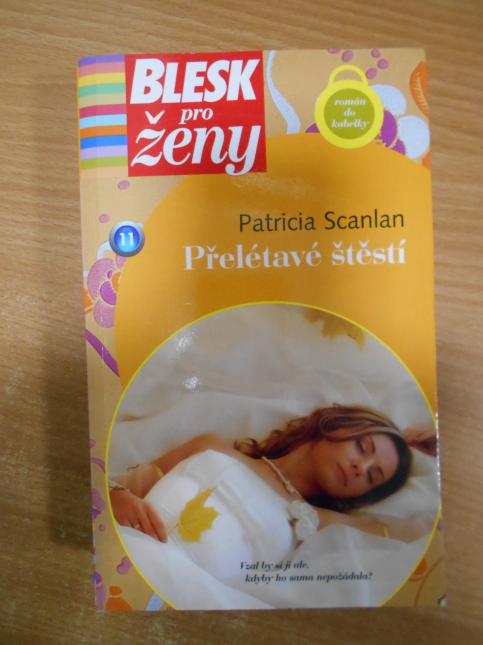 BLESK
pro
ženy
román
do
kabelky
11
Patricia Scanlan
Přelétavé štěstí
Vzal by si ji ale,
kdyby ho sama nepožádala?